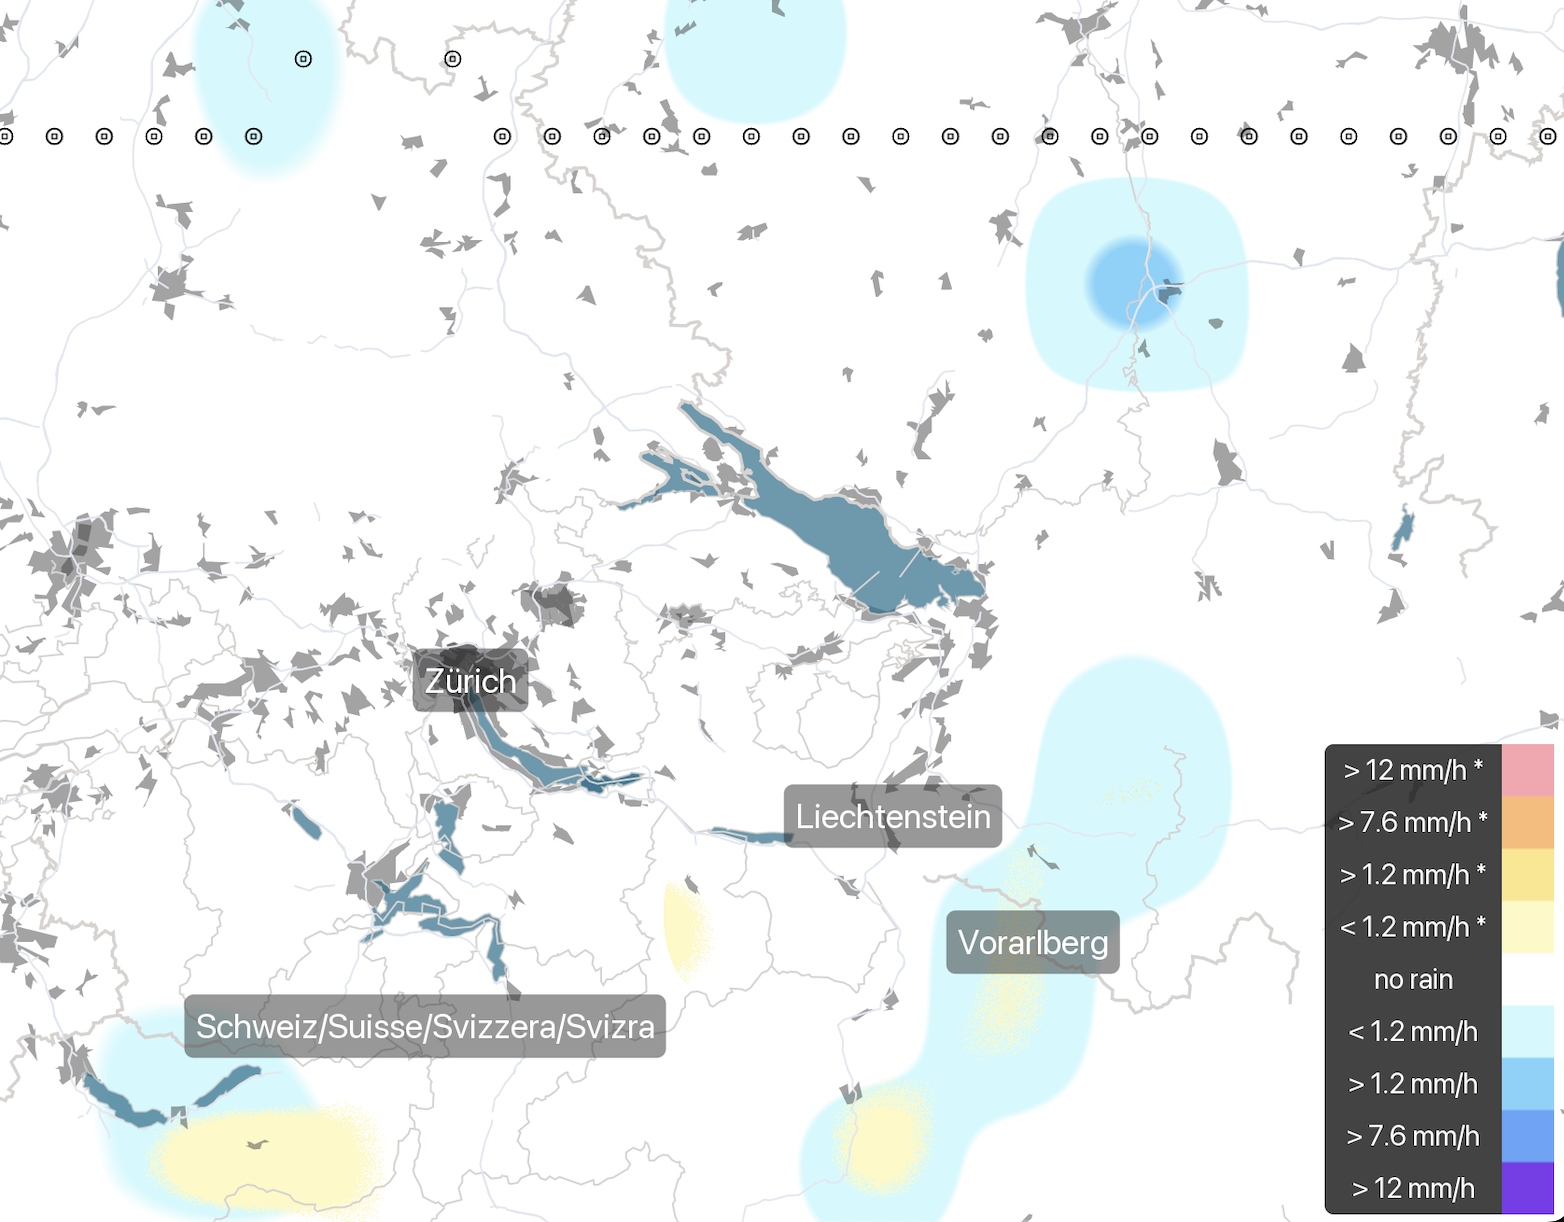 Zürich
Liechtenstein
Vorarlberg
Schweiz/Suisse/Svizzera/Svizra
> 12 mm/h *
> 7.6 mm/h *
> 1.2 mm/h *
< 1.2 mm/h *
no rain
< 1.2 mm/h
> 1.2 mm/h
> 7.6 mm/h
> 12 mm/h